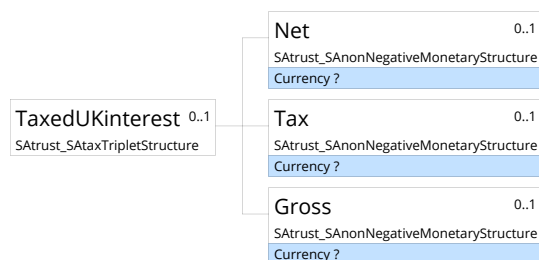 Net 0..1
SAtrust_SAnonNegativeMonetaryStructure
Currency ?
TaxedUKinterest 0..1
SAtrust_SAtaxTripletStructure
Tax 0..1
SAtrust_SAnonNegativeMonetaryStructure
Currency ?
Gross 0..1
SAtrust_SAnonNegativeMonetaryStructure
Currency ?